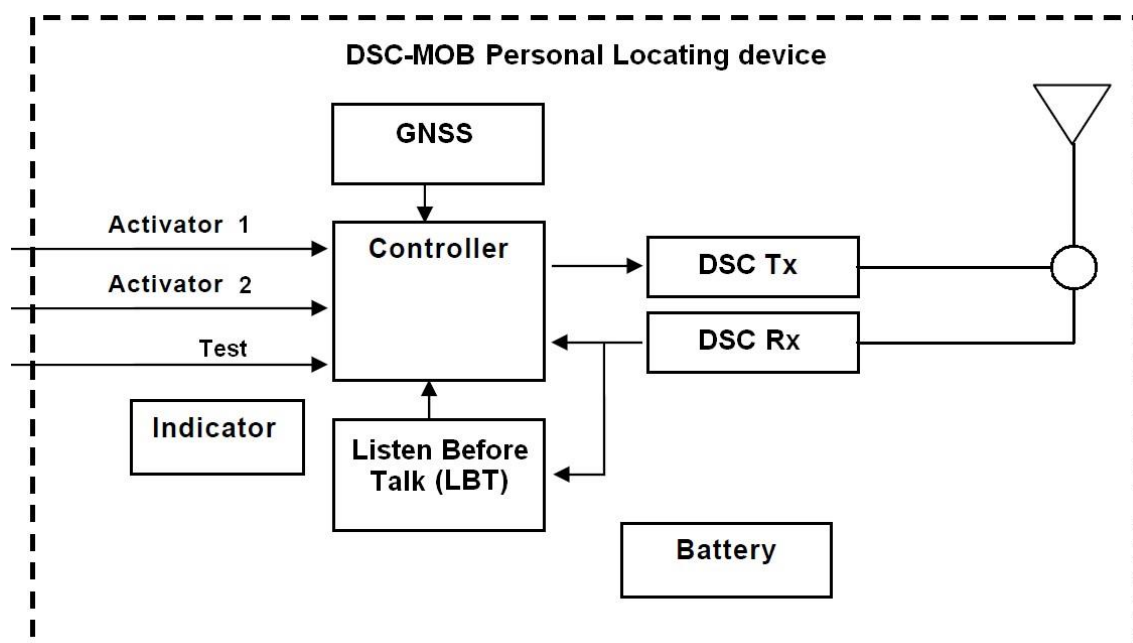 DSC-MOB Personal Locating device
GNSS
Activator 1
Controller
DSC Tx
Activator 2
DSC Rx
Test
Indicator
Listen Before
Talk (LBT)
Battery